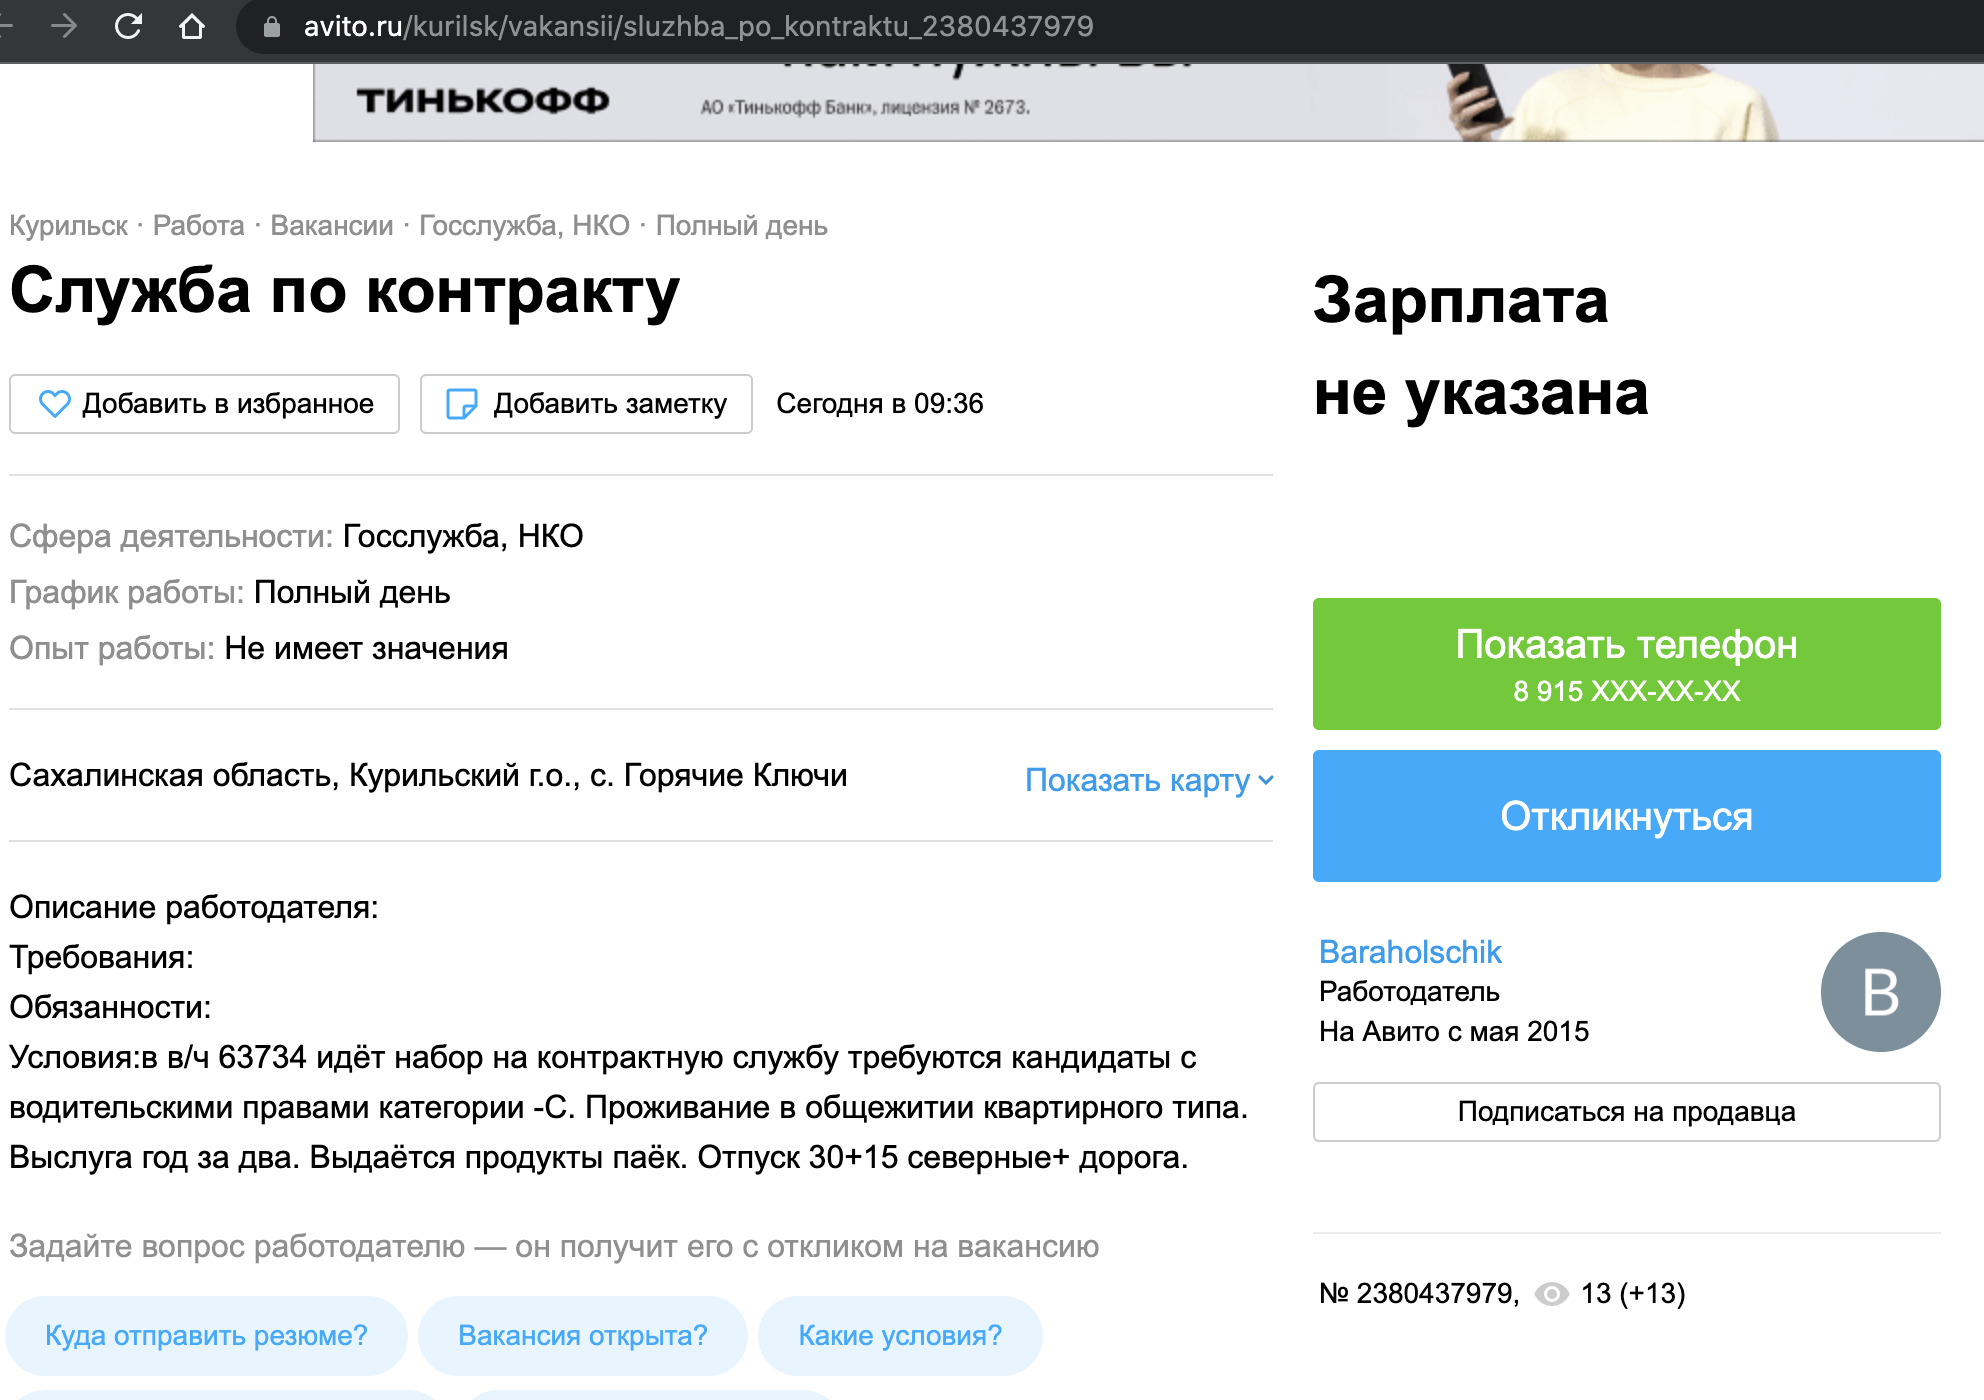 avito.ru/kurilsk/vakansii/sluzhba_po_kontraktu_2380437979
ТИНЬКОФФ
АО «Тинькофф Банк», лицензия № 2673.
Курильск · Работа · Вакансии · Госслужба, НКО · Полный день
Служба по контракту
Добавить в избранное
Добавить заметку
Сегодня в 09:36
Сфера деятельности: Госслужба, НКО
График работы: Полный день
Опыт работы: Не имеет значения
Сахалинская область, Курильский г.о., с. Горячие Ключи
Показать карту
Описание работодателя:
Требования:
Обязанности:
Условия:в в/ч 63734 идёт набор на контрактную службу требуются кандидаты с
водительскими правами категории -С. Проживание в общежитии квартирного типа.
Выслуга год за два. Выдаётся продукты паёк. Отпуск 30+15 северные+ дорога.
Задайте вопрос работодателю — он получит его с откликом на вакансию
Куда отправить резюме?
Вакансия открыта?
Какие условия?
Зарплата
не указана
Показать телефон
8 915 XXX-XX-XX
Откликнуться
Baraholschik
Работодатель
На Авито с мая 2015
B
Подписаться на продавца
№ 2380437979, 13 (+13)